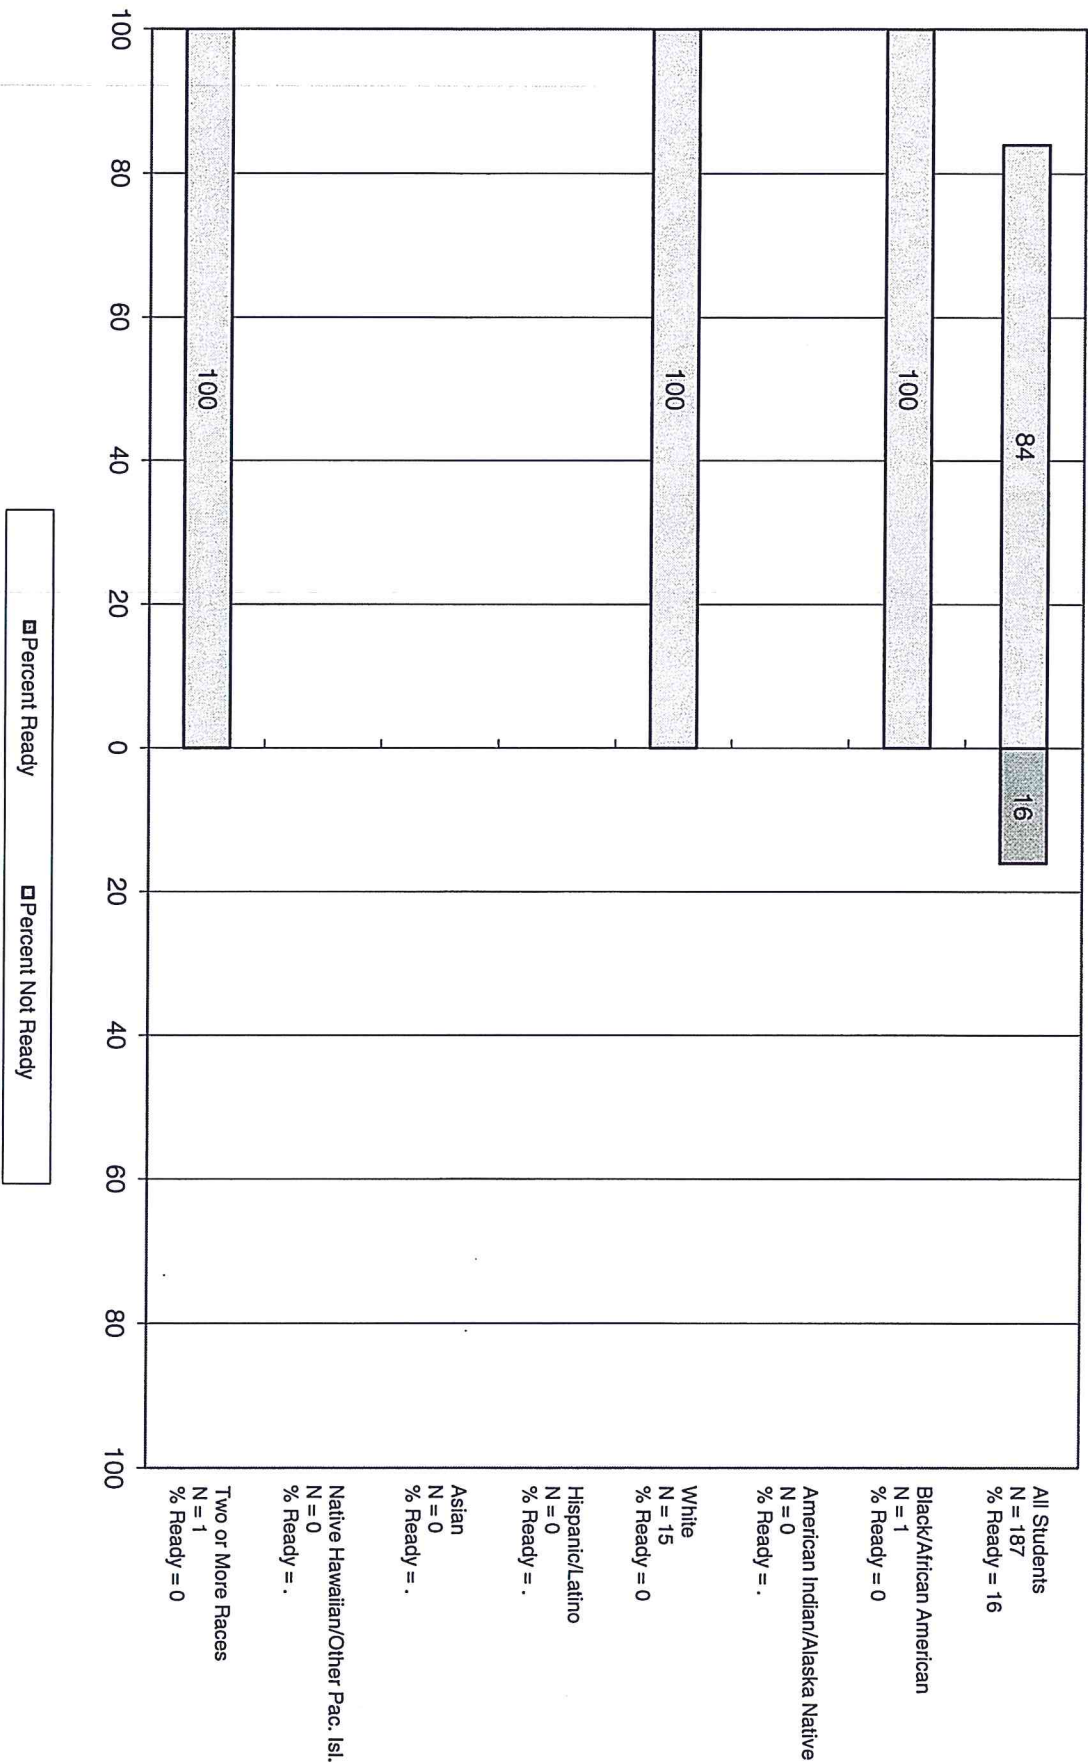 84
16
All Students
N = 187
% Ready = 16
100
Black/African American
N = 1
% Ready = 0
American Indian/Alaska Native
N = 0
% Ready = .
100
White
N = 15
% Ready = 0
Hispanic/Latino
N = 0
% Ready = .
Asian
N = 0
% Ready = .
Native Hawaiian/Other Pac. Isl.
N = 0
% Ready = .
100
Two or More Races
N = 1
% Ready = 0
100 80 60 40 20 0 20 40 60 80 100
Percent Ready Percent Not Ready